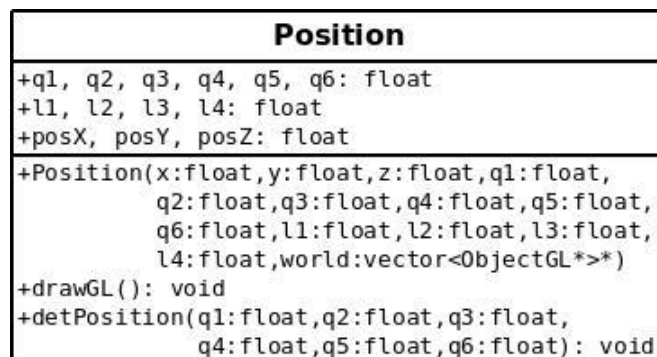 Position
+q1, q2, q3, q4, q5, q6: float
+l1, l2, l3, l4: float
+posX, posY, posZ: float
+Position(x:float,y:float,z:float,q1:float,
q2:float,q3:float,q4:float,q5:float,
q6:float,l1:float,l2:float,l3:float,
l4:float,world:vector<ObjectGL*>*)
+drawGL(): void
+detPosition(q1:float,q2:float,q3:float,
q4:float,q5:float,q6:float): void